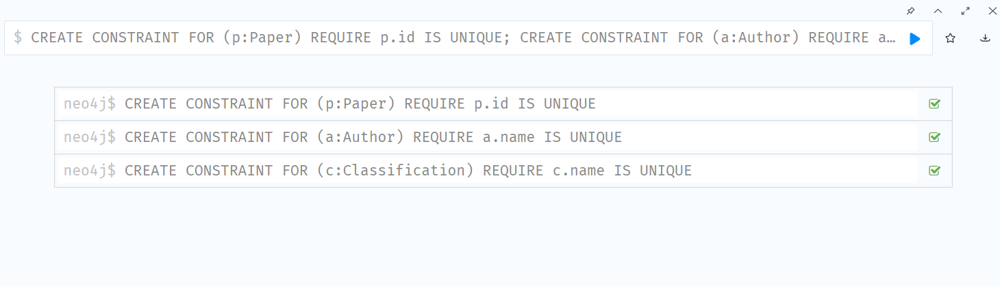 $ CREATE CONSTRAINT FOR (p:Paper) REQUIRE p.id IS UNIQUE; CREATE CONSTRAINT FOR (a:Author) REQUIRE a…
neo4j$ CREATE CONSTRAINT FOR (p:Paper) REQUIRE p.id IS UNIQUE
neo4j$ CREATE CONSTRAINT FOR (a:Author) REQUIRE a.name IS UNIQUE
neo4j$ CREATE CONSTRAINT FOR (c:Classification) REQUIRE c.name IS UNIQUE